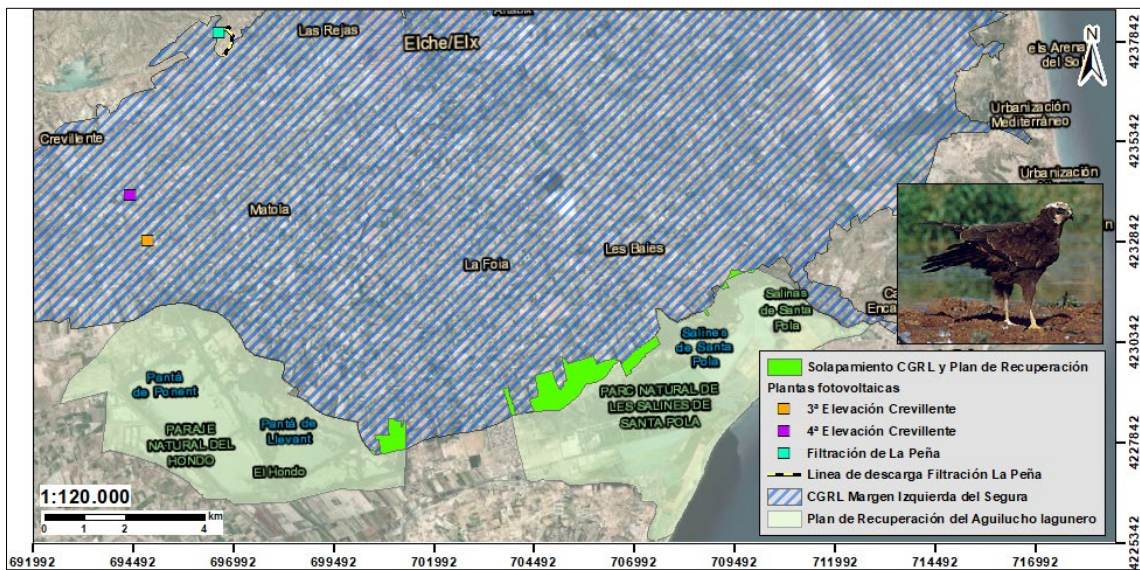 Las Rejas
Elche/Elx
els Arena
del Sol
N
Urbanización
Mediterráneo
Crevillente
Urbanización
Matola
La Foia
Les Baies
Salinas
de Santa
Pola
Salines
de Santa
Pola
Ca
Enca
n
Pantà
de Ponent
PARAJE
NATURAL DEL
HONDO
Pantà de
Llevant
El Hondo
PARC NATURAL DE
LES SALINES DE
SANTA POLA
Solapamiento CGRL y Plan de Recuperación
Plantas fotovoltaicas
3ª Elevación Crevillente
4ª Elevación Crevillente
Filtración de La Peña
Linea de descarga Filtración La Peña
CGRL Margen Izquierda del Segura
Plan de Recuperación del Aguilucho lagunero
1:120.000
km
0 1 2 4
4237842
4235342
4232842
4230342
4227842
4225342
691992 694492 696992 699492 701992 704492 706992 709492 711992 714492 716992